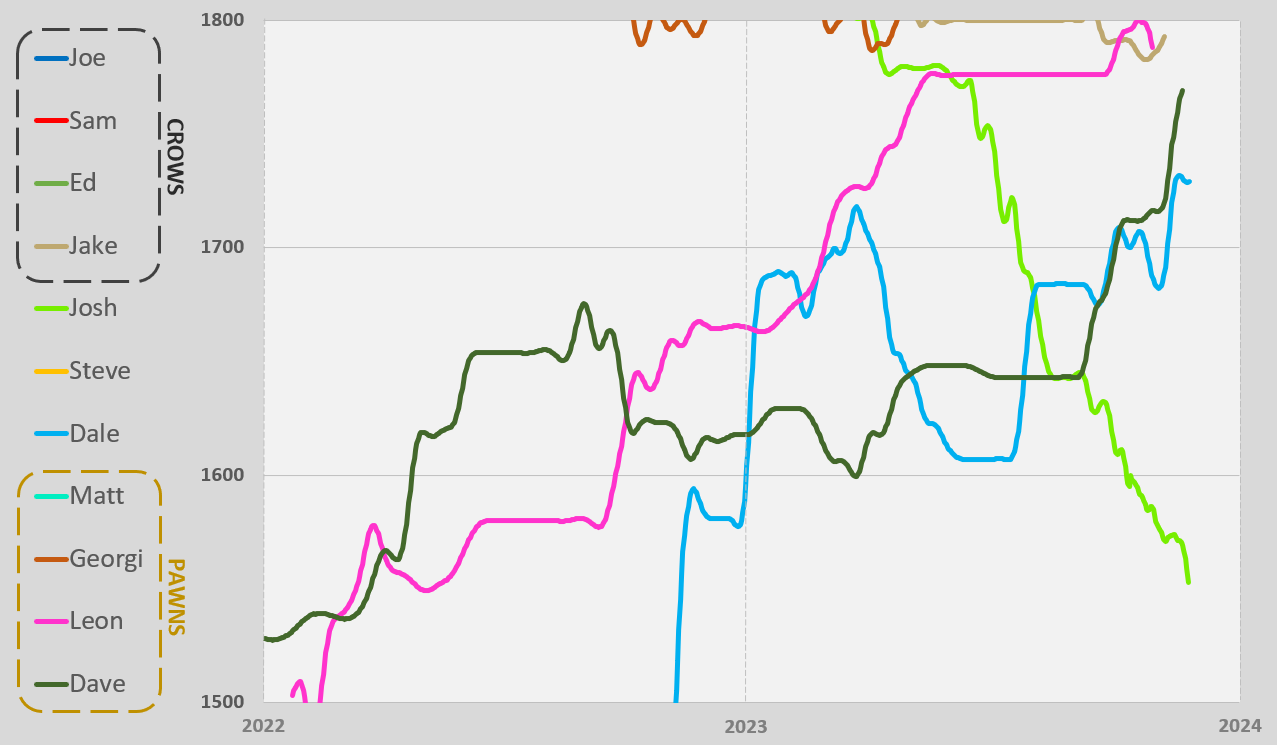 Joe
Sam
Ed
Jake
CROWS
Josh
Steve
Dale
Matt
Georgi
Leon
Dave
PAWNS
1800
1700
1600
1500
2022
2023
2024